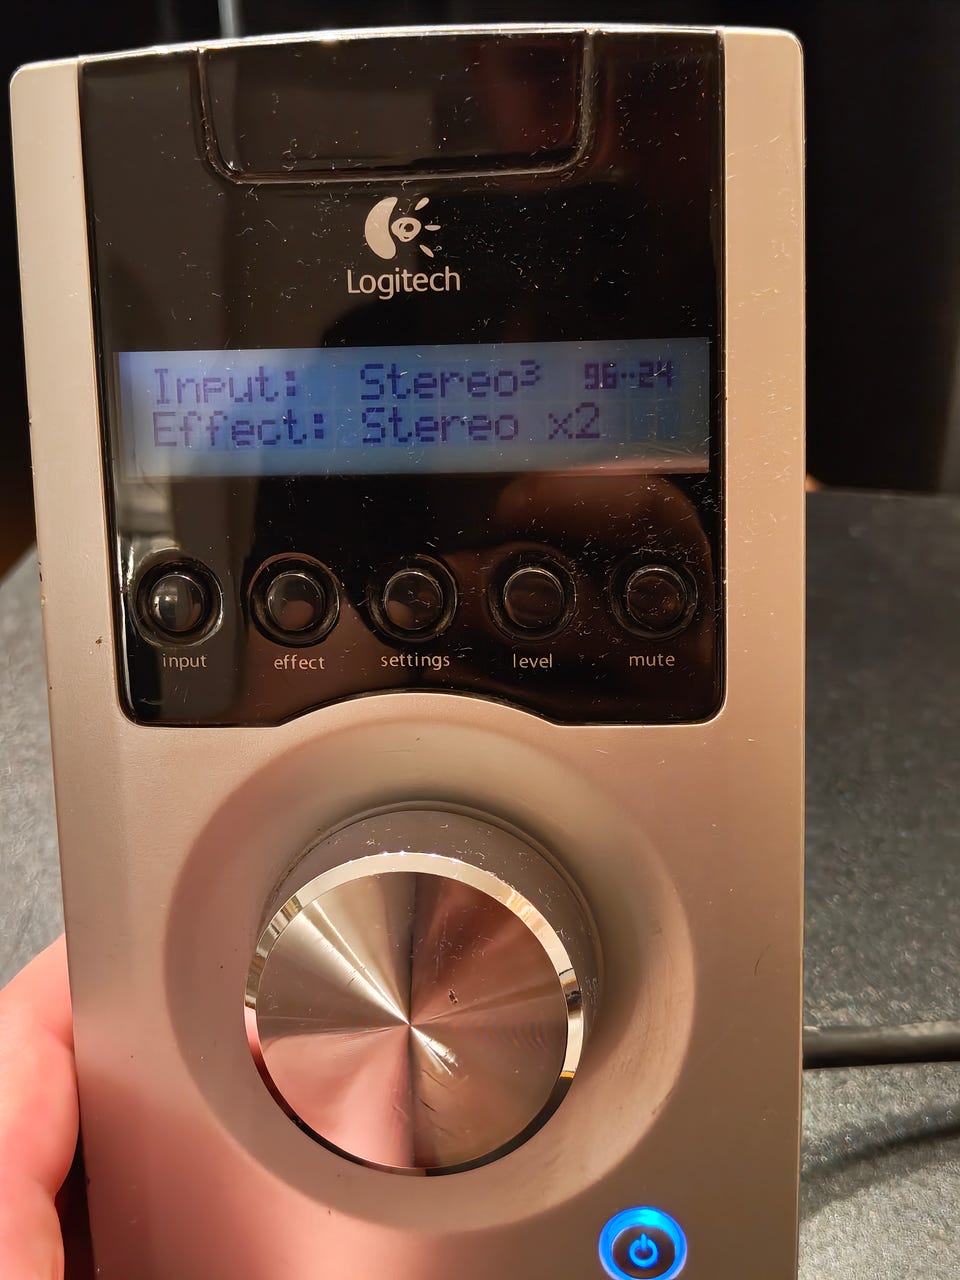 Logitech
Input: Stereo³ 96-24
Effect: Stereo x2
input effect settings level mute